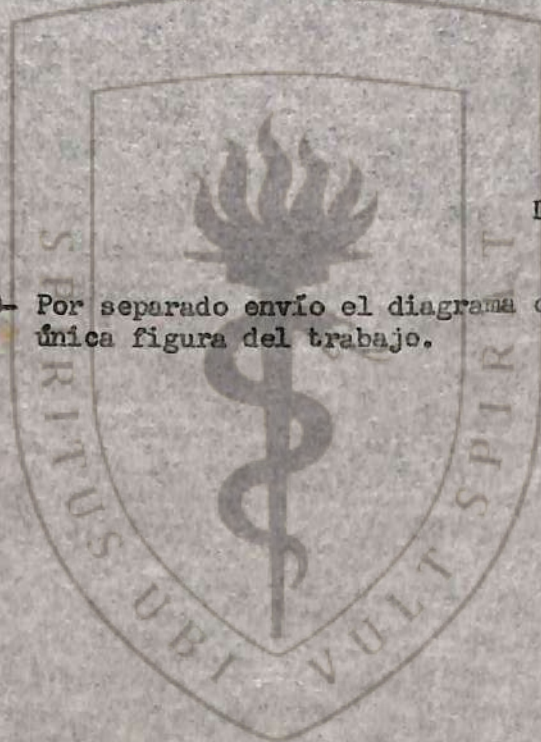 - Por separado envío el diagrama
única figura del trabajo.
SPIRITUS UBI VULT SPIRAT